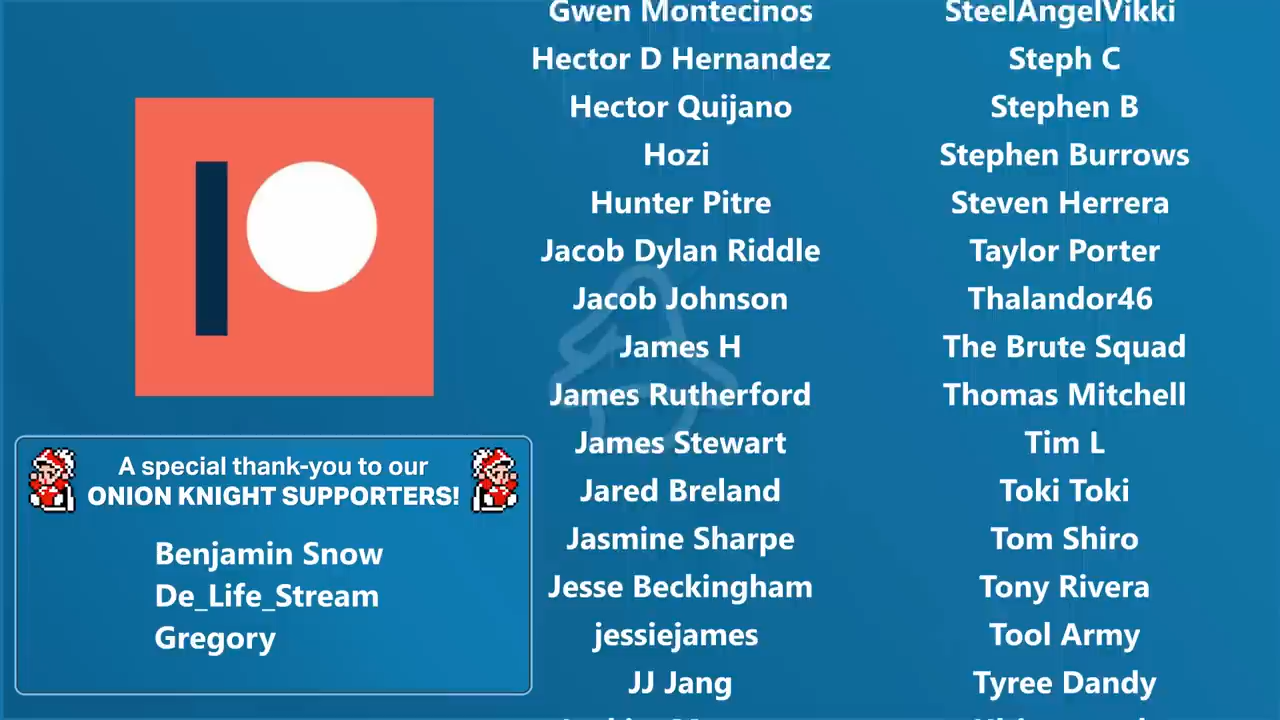 Gwen Montecinos
Hector D Hernandez
Hector Quijano
Hozi
Hunter Pitre
Jacob Dylan Riddle
Jacob Johnson
James H
James Rutherford
James Stewart
Jared Breland
Jasmine Sharpe
Jesse Beckingham
jessiejames
JJ Jang
SteelAngelVikki
Steph C
Stephen B
Stephen Burrows
Steven Herrera
Taylor Porter
Thalandor46
The Brute Squad
Thomas Mitchell
Tim L
Toki Toki
Tom Shiro
Tony Rivera
Tool Army
Tyree Dandy
A special thank-you to our
ONION KNIGHT SUPPORTERS!
Benjamin Snow
De_Life_Stream
Gregory